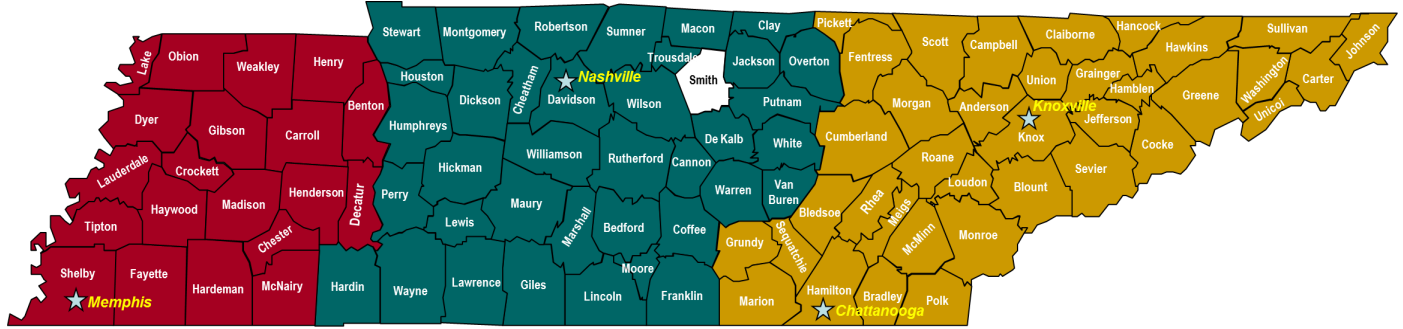 Lake
Obion
Weakley
Henry
Stewart
Montgomery
Robertson
Sumner
Macon
Clay
Pickett
Fentress
Scott
Campbell
Claiborne
Hancock
Hawkins
Sullivan
Johnson
Houston
Cheatham
Nashville
Davidson
Trousdale
Smith
Jackson
Overton
Union
Grainger
Hamblen
Washington
Carter
Unicoi
Greene
Dyer
Gibson
Carroll
Benton
Humphreys
Dickson
Wilson
Putnam
Morgan
Anderson
Knoxville
Knox
Jefferson
Cocke
Lauderdale
Crockett
Hickman
Williamson
Rutherford
Cannon
De Kalb
White
Cumberland
Roane
Loudon
Blount
Sevier
Tipton
Haywood
Madison
Henderson
Decatur
Perry
Lewis
Maury
Marshall
Bedford
Coffee
Warren
Van
Buren
Bledsoe
Rhea
Meigs
McMinn
Monroe
Chester
Grundy
Sequatchie
Shelby
Memphis
Fayette
Hardeman
McNairy
Hardin
Wayne
Lawrence
Giles
Moore
Lincoln
Franklin
Marion
Hamilton
Chattanooga
Bradley
Polk